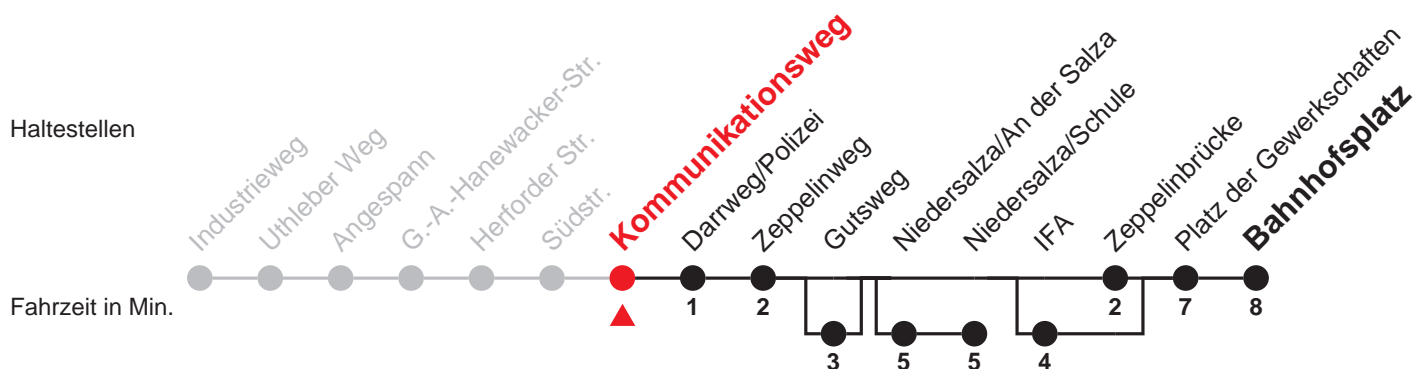 Haltestellen
Industrieweg
Uthleber Weg
Angespann
G.-A.-Hanewacker-Str.
Herforder Str.
Südstr.
Kommunikationsweg
Darrweg/Polizei
Zeppelinweg
Gutsweg
Niedersalza/An der Salza
Niedersalza/Schule
IFA
Zeppelinbrücke
Platz der Gewerkschaften
Bahnhofsplatz
Fahrzeit in Min.
1
2
3
5
5
4
2
7
8